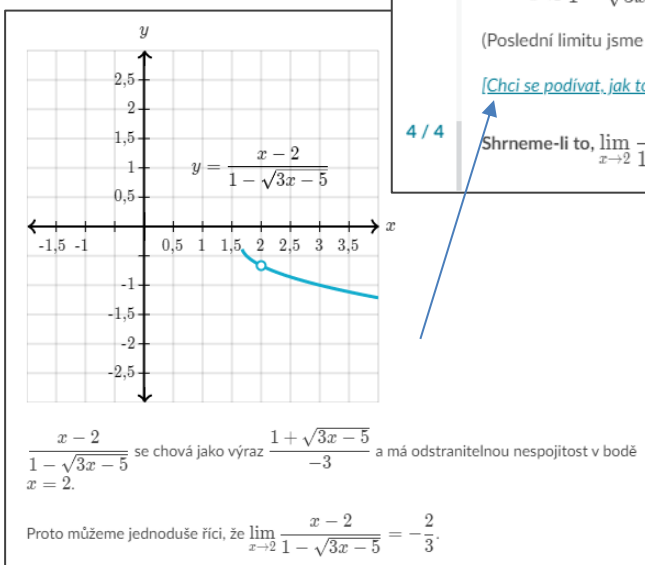 (Poslední limitu jsme
[Chci se podívat, jak
4 / 4
Shrneme-li to, lim x→2
y
2,5
2
1,5
1
0,5
y = (x − 2)/(1 − √(3x − 5))
x
-1,5 -1 0,5 1 1,5 2 2,5 3 3,5
-1
-1,5
-2
-2,5
(x − 2)/(1 − √(3x − 5)) se chová jako výraz (1 + √(3x − 5))/(−3) a má odstranitelnou nespojitost v bodě
x = 2.
Proto můžeme jednoduše říci, že lim x→2 (x − 2)/(1 − √(3x − 5)) = −2/3.